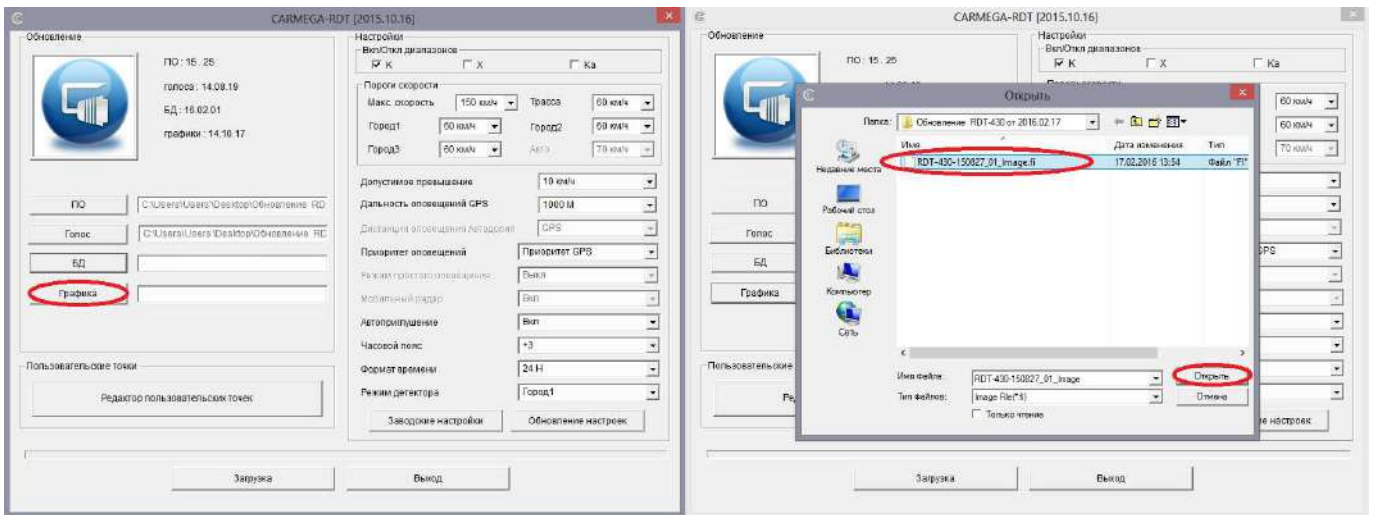 CARMEGA-RDT [2015.10.16]
Обновление
ПО: 15. 25
голоса: 14.08.19
БД: 16.02.01
графики: 14.10.17
ПО C:\Users\Users\Desktop\Обновление RD
Голос C:\Users\Users\Desktop\Обновление RD
БД
Графика
Пользовательские точки
Редактор пользовательских точек
Настройки
Вкл/Откл диапазонов
K X Ka
Пороги скорости
Макс. скорость 150 км/ч Трасса 60 км/ч
Город1 60 км/ч Город2 60 км/ч
Город3 60 км/ч Авто 70 км/ч
Допустимое превышение 10 км/ч
Дальность оповещений GPS 1000 М
Дистанция оповещения Автодория GPS
Приоритет оповещений Приоритет GPS
Режим простого оповещения Выкл
Мобильный радар Вкл
Автоприглушение Вкл
Часовой пояс +3
Формат времени 24 H
Режим детектора Город1
Заводские настройки Обновление настроек
Загрузка Выход
CARMEGA-RDT [2015.10.16]
Обновление
ПО: 15. 25
ПО
Голос
БД
Графика
Пользовательские
Настройки
Вкл/Откл диапазонов
K X Ka
60 км/ч
60 км/ч
70 км/ч
GPS
Открыть
Папка: Обновление RDT-430 от 2016.02.17
Имя Дата изменения Тип
RDT-430-150827_01_Image.fi 17.02.2016 13:54 Файл "FI"
Недавние места
Рабочий стол
Библиотеки
Компьютер
Сеть
Имя файла: RDT-430-150827_01_Image Открыть
Тип файлов: Image File(*.fi) Отмена
Только чтение
ие настроек
Загрузка Выход